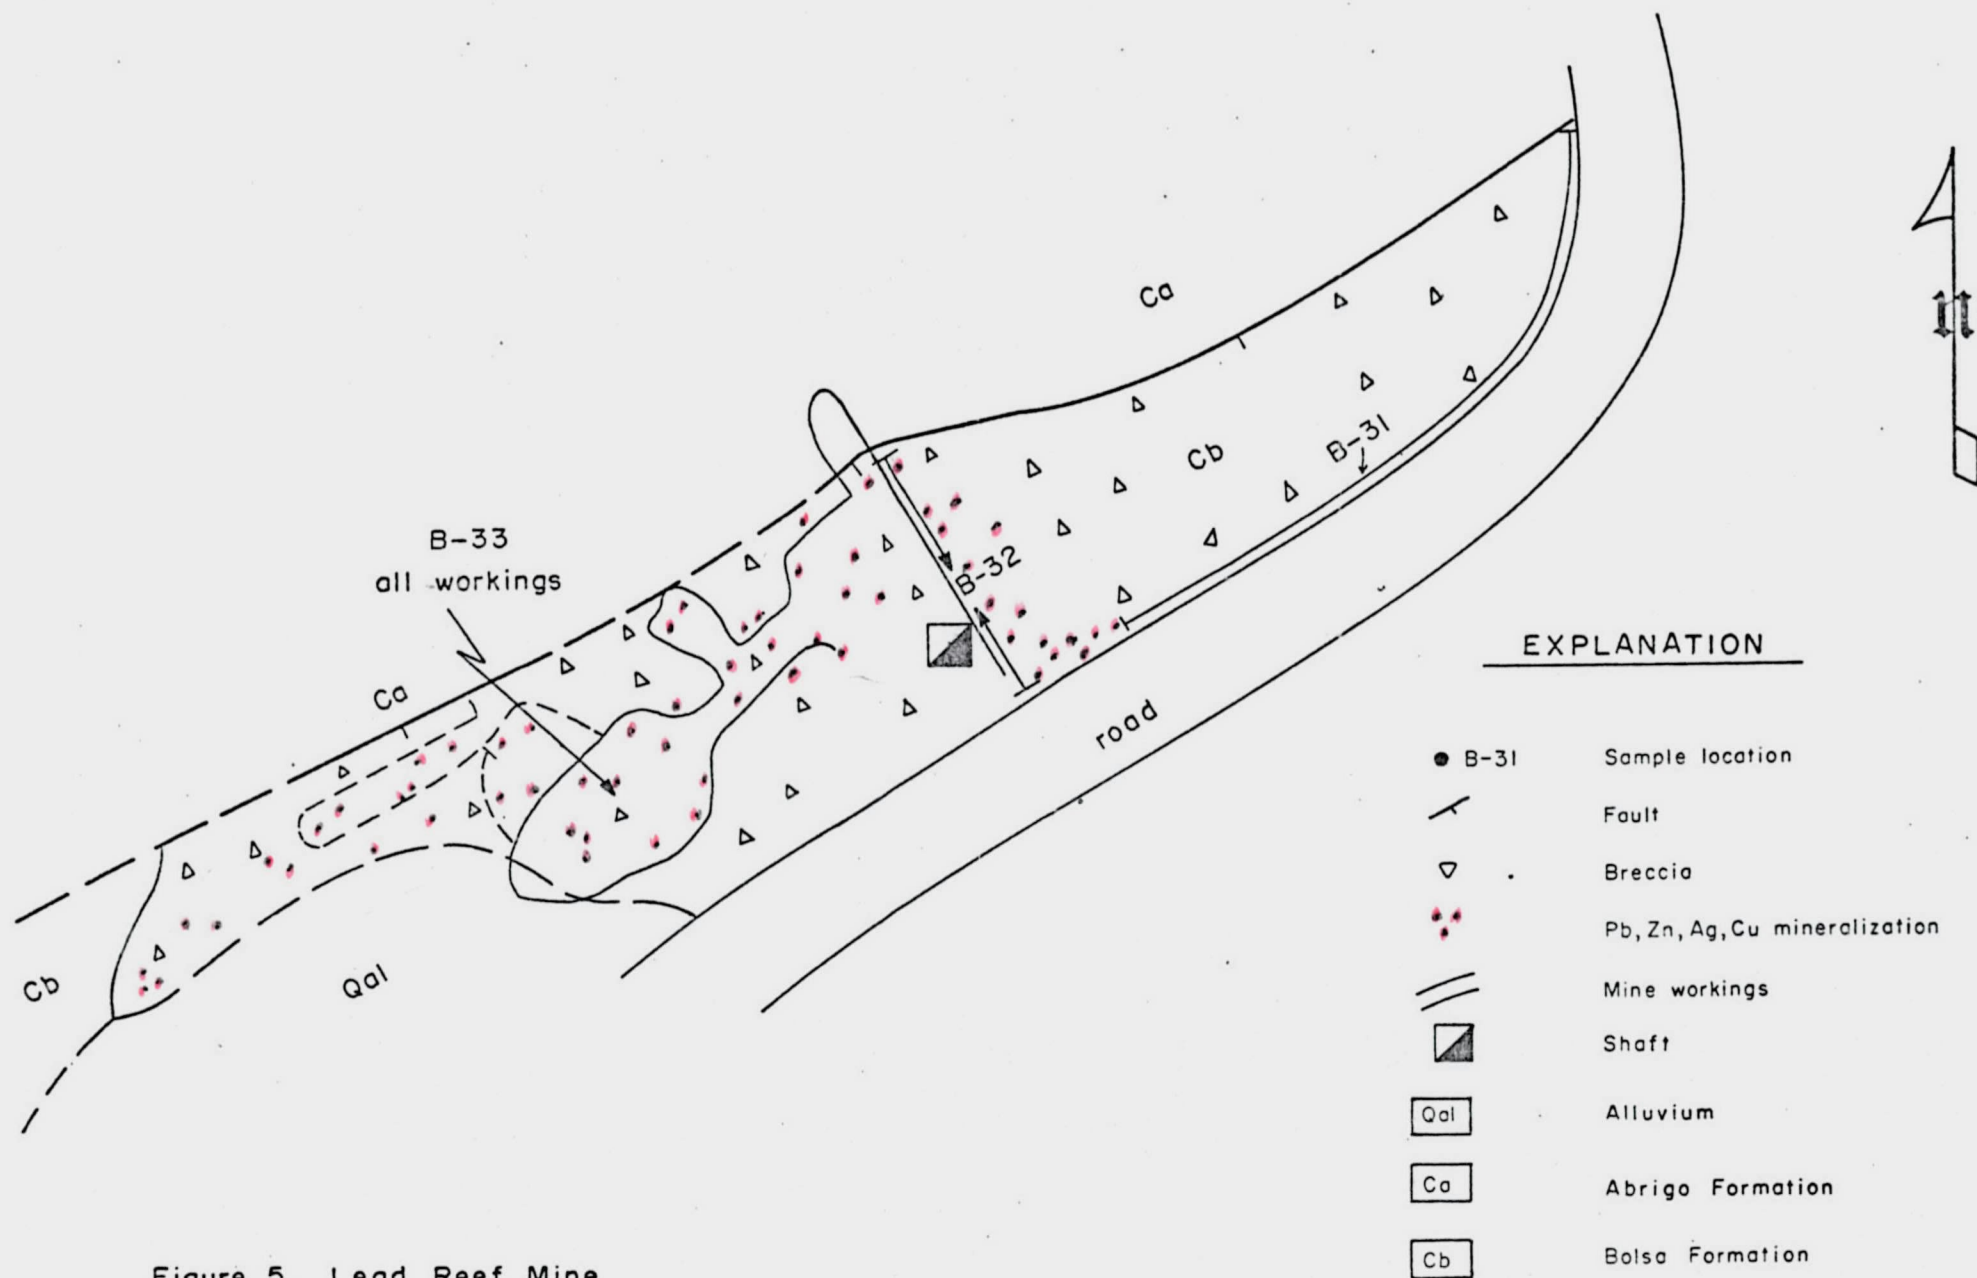 Ca
Cb
B-31
B-32
B-33
all workings
Ca
Cb
Qal
road
n
EXPLANATION
B-31 Sample location
Fault
Breccia
Pb, Zn, Ag, Cu mineralization
Mine workings
Shaft
Qal Alluvium
Ca Abrigo Formation
Cb Bolsa Formation
Figure 5. Lead Reef Mine